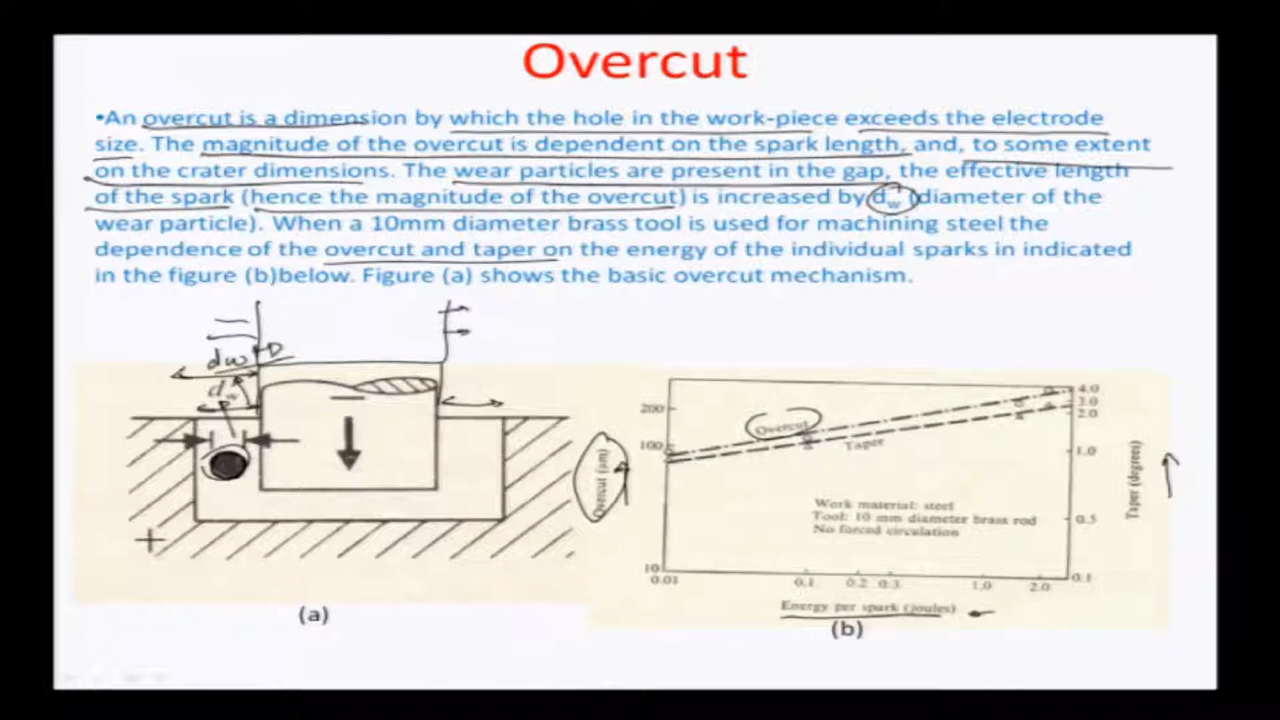 Overcut
•An overcut is a dimension by which the hole in the work-piece exceeds the electrode
size. The magnitude of the overcut is dependent on the spark length, and, to some extent
on the crater dimensions. The wear particles are present in the gap, the effective length
of the spark (hence the magnitude of the overcut) is increased by dw (diameter of the
wear particle). When a 10mm diameter brass tool is used for machining steel the
dependence of the overcut and taper on the energy of the individual sparks in indicated
in the figure (b)below. Figure (a) shows the basic overcut mechanism.
dw
dw
+
(a)
Overcut (μm)
200
100
10
Overcut
Taper
Work material: steel
Tool: 10 mm diameter brass rod
No forced circulation
4.0
3.0
2.0
1.0
0.5
0.1
Taper (degrees)
0.01 0.1 0.2 0.3 1.0 2.0
Energy per spark (joules)
(b)